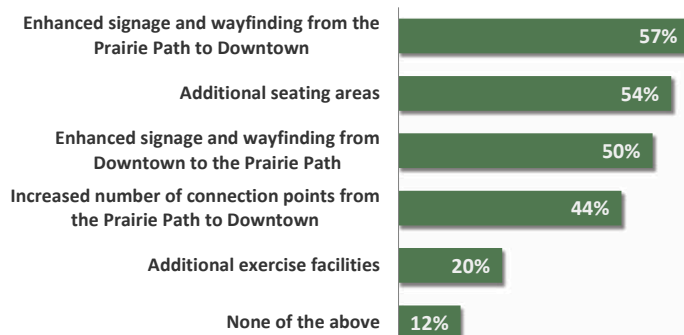 Enhanced signage and wayfinding from the
Prairie Path to Downtown
57%
Additional seating areas
54%
Enhanced signage and wayfinding from
Downtown to the Prairie Path
50%
Increased number of connection points from
the Prairie Path to Downtown
44%
Additional exercise facilities
20%
None of the above
12%